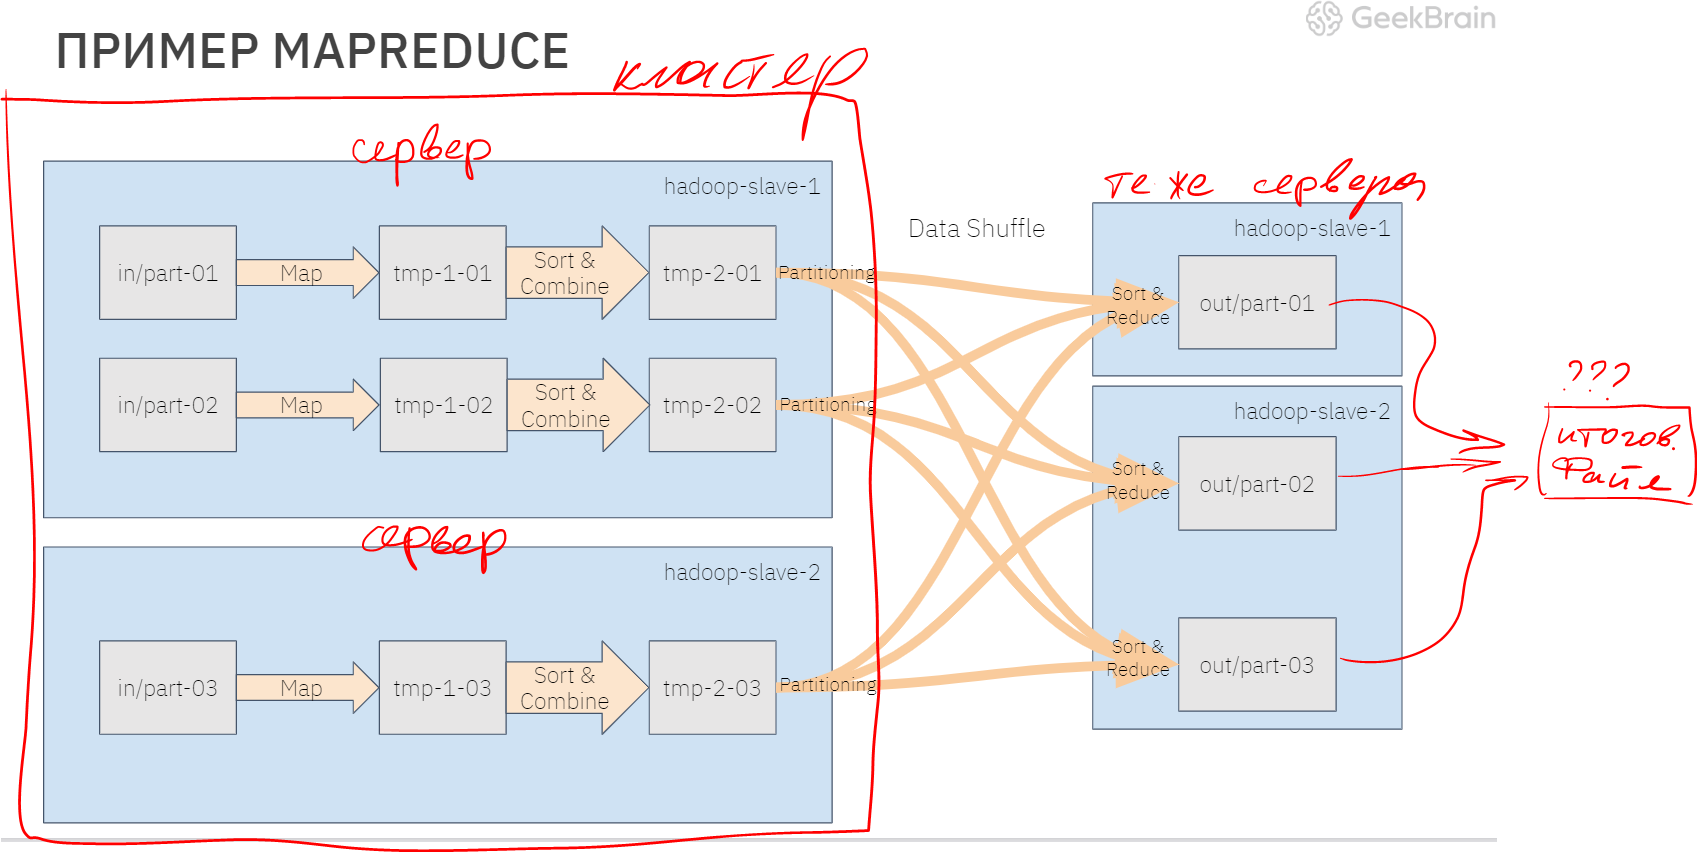 GeekBrain
ПРИМЕР MAPREDUCE
кластер
сервер
hadoop-slave-1
in/part-01
Map
tmp-1-01
Sort &
Combine
tmp-2-01
Partitioning
in/part-02
Map
tmp-1-02
Sort &
Combine
tmp-2-02
Partitioning
сервер
hadoop-slave-2
in/part-03
Map
tmp-1-03
Sort &
Combine
tmp-2-03
Partitioning
Data Shuffle
те же сервера
hadoop-slave-1
Sort &
Reduce
out/part-01
hadoop-slave-2
Sort &
Reduce
out/part-02
Sort &
Reduce
out/part-03
???
итогов.
Файл